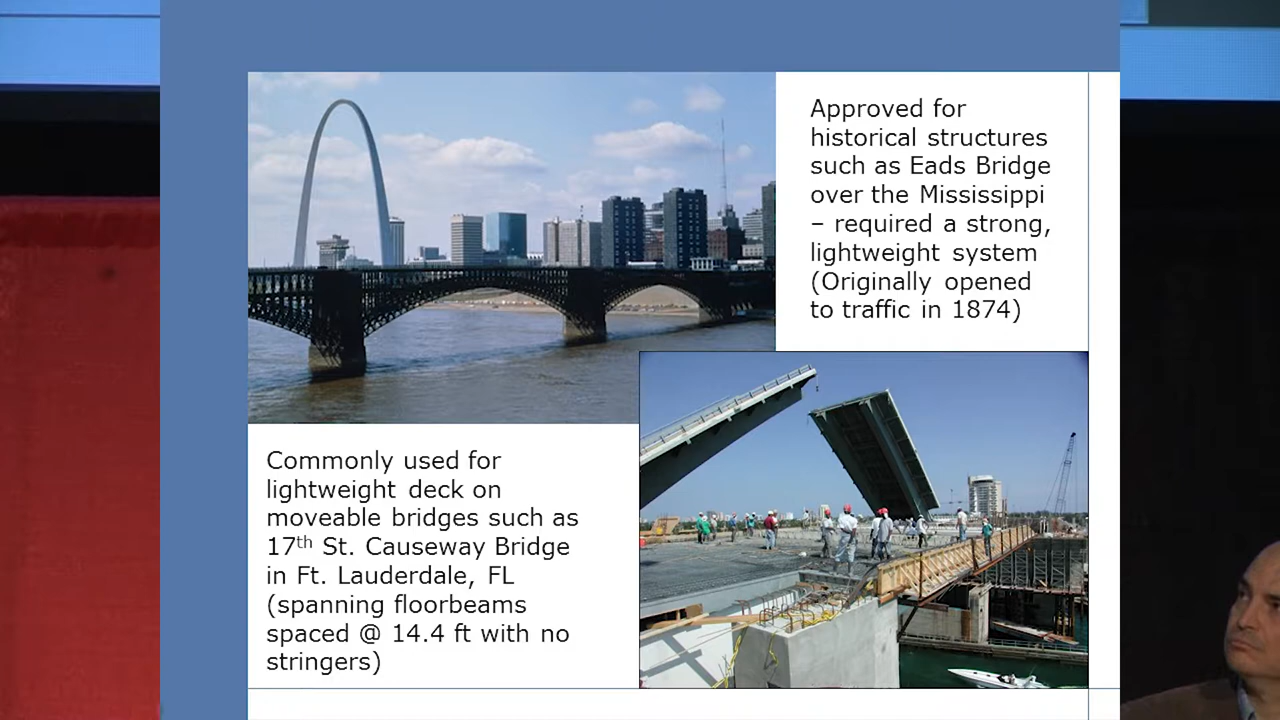 Approved for
historical structures
such as Eads Bridge
over the Mississippi
– required a strong,
lightweight system
(Originally opened
to traffic in 1874)
Commonly used for
lightweight deck on
moveable bridges such as
17th St. Causeway Bridge
in Ft. Lauderdale, FL
(spanning floorbeams
spaced @ 14.4 ft with no
stringers)